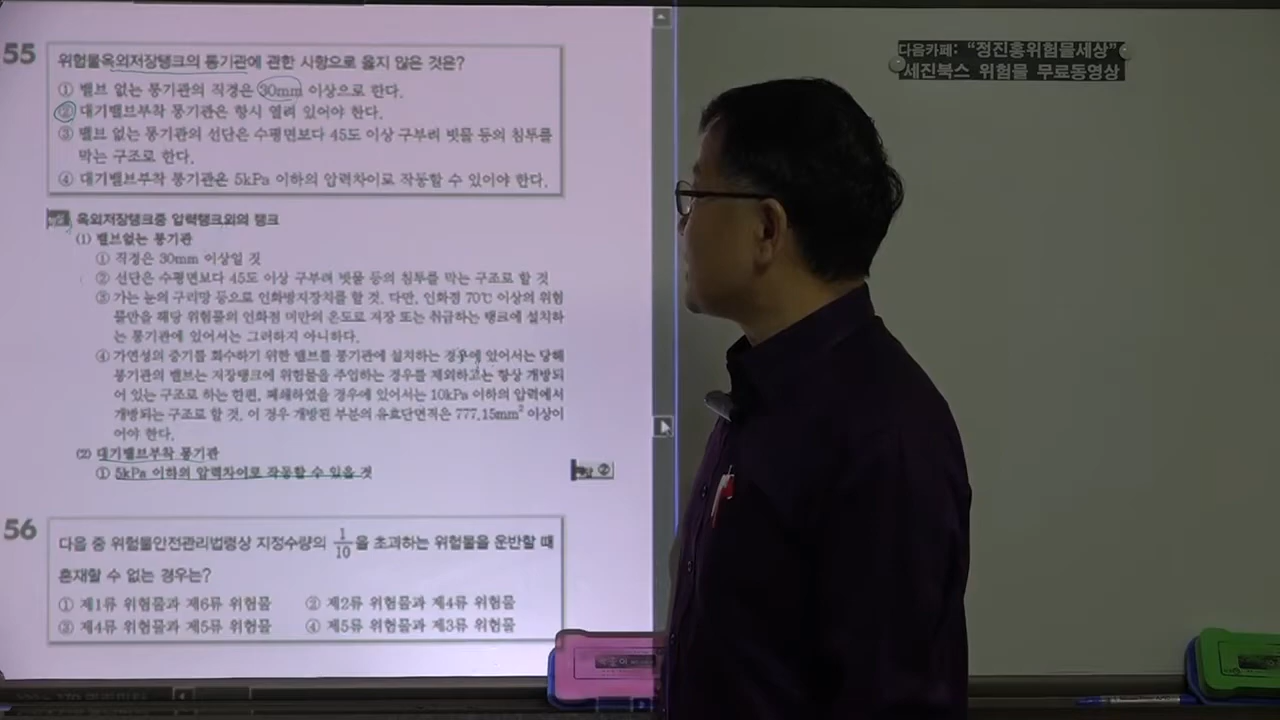 55
위험물옥외저장탱크의 통기관에 관한 사항으로 옳지 않은 것은?
① 밸브 없는 통기관의 직경은 30mm 이상으로 한다.
② 대기밸브부착 통기관은 항시 열려 있어야 한다.
③ 밸브 없는 통기관의 선단은 수평면보다 45도 이상 구부려 빗물 등의 침투를
막는 구조로 한다.
④ 대기밸브부착 통기관은 5kPa 이하의 압력차이로 작동할 수 있어야 한다.
옥외저장탱크중 압력탱크외의 탱크
(1) 밸브없는 통기관
① 직경은 30mm 이상일 것
② 선단은 수평면보다 45도 이상 구부려 빗물 등의 침투를 막는 구조로 할 것
③ 가는 눈의 구리망 등으로 인화방지장치를 할 것. 다만, 인화점 70℃ 이상의 위험
물만을 해당 위험물의 인화점 미만의 온도로 저장 또는 취급하는 탱크에 설치하
는 통기관에 있어서는 그러하지 아니하다.
④ 가연성의 증기를 회수하기 위한 밸브를 통기관에 설치하는 경우에 있어서는 당해
통기관의 밸브는 저장탱크에 위험물을 주입하는 경우를 제외하고는 항상 개방되
어 있는 구조로 하는 한편, 폐쇄하였을 경우에 있어서는 10kPa 이하의 압력에서
개방되는 구조로 할 것. 이 경우 개방된 부분의 유효단면적은 777.15mm² 이상이
어야 한다.
(2) 대기밸브부착 통기관
① 5kPa 이하의 압력차이로 작동할 수 있을 것
②
56
다음 중 위험물안전관리법령상 지정수량의 1/10을 초과하는 위험물을 운반할 때
혼재할 수 없는 경우는?
① 제1류 위험물과 제6류 위험물 ② 제2류 위험물과 제4류 위험물
③ 제4류 위험물과 제5류 위험물 ④ 제5류 위험물과 제3류 위험물
다음카페: "정진홍위험물세상"
세진북스 위험물 무료동영상